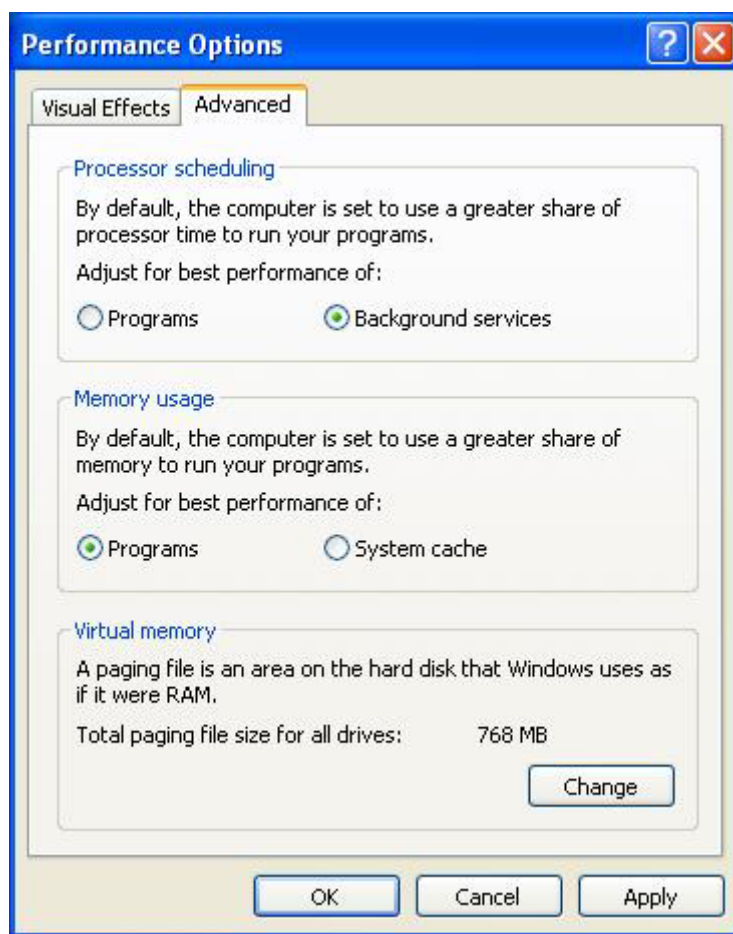 Performance Options
Visual Effects
Advanced
Processor scheduling
By default, the computer is set to use a greater share of
processor time to run your programs.
Adjust for best performance of:
Programs
Background services
Memory usage
By default, the computer is set to use a greater share of
memory to run your programs.
Adjust for best performance of:
Programs
System cache
Virtual memory
A paging file is an area on the hard disk that Windows uses as
if it were RAM.
Total paging file size for all drives: 768 MB
Change
OK
Cancel
Apply